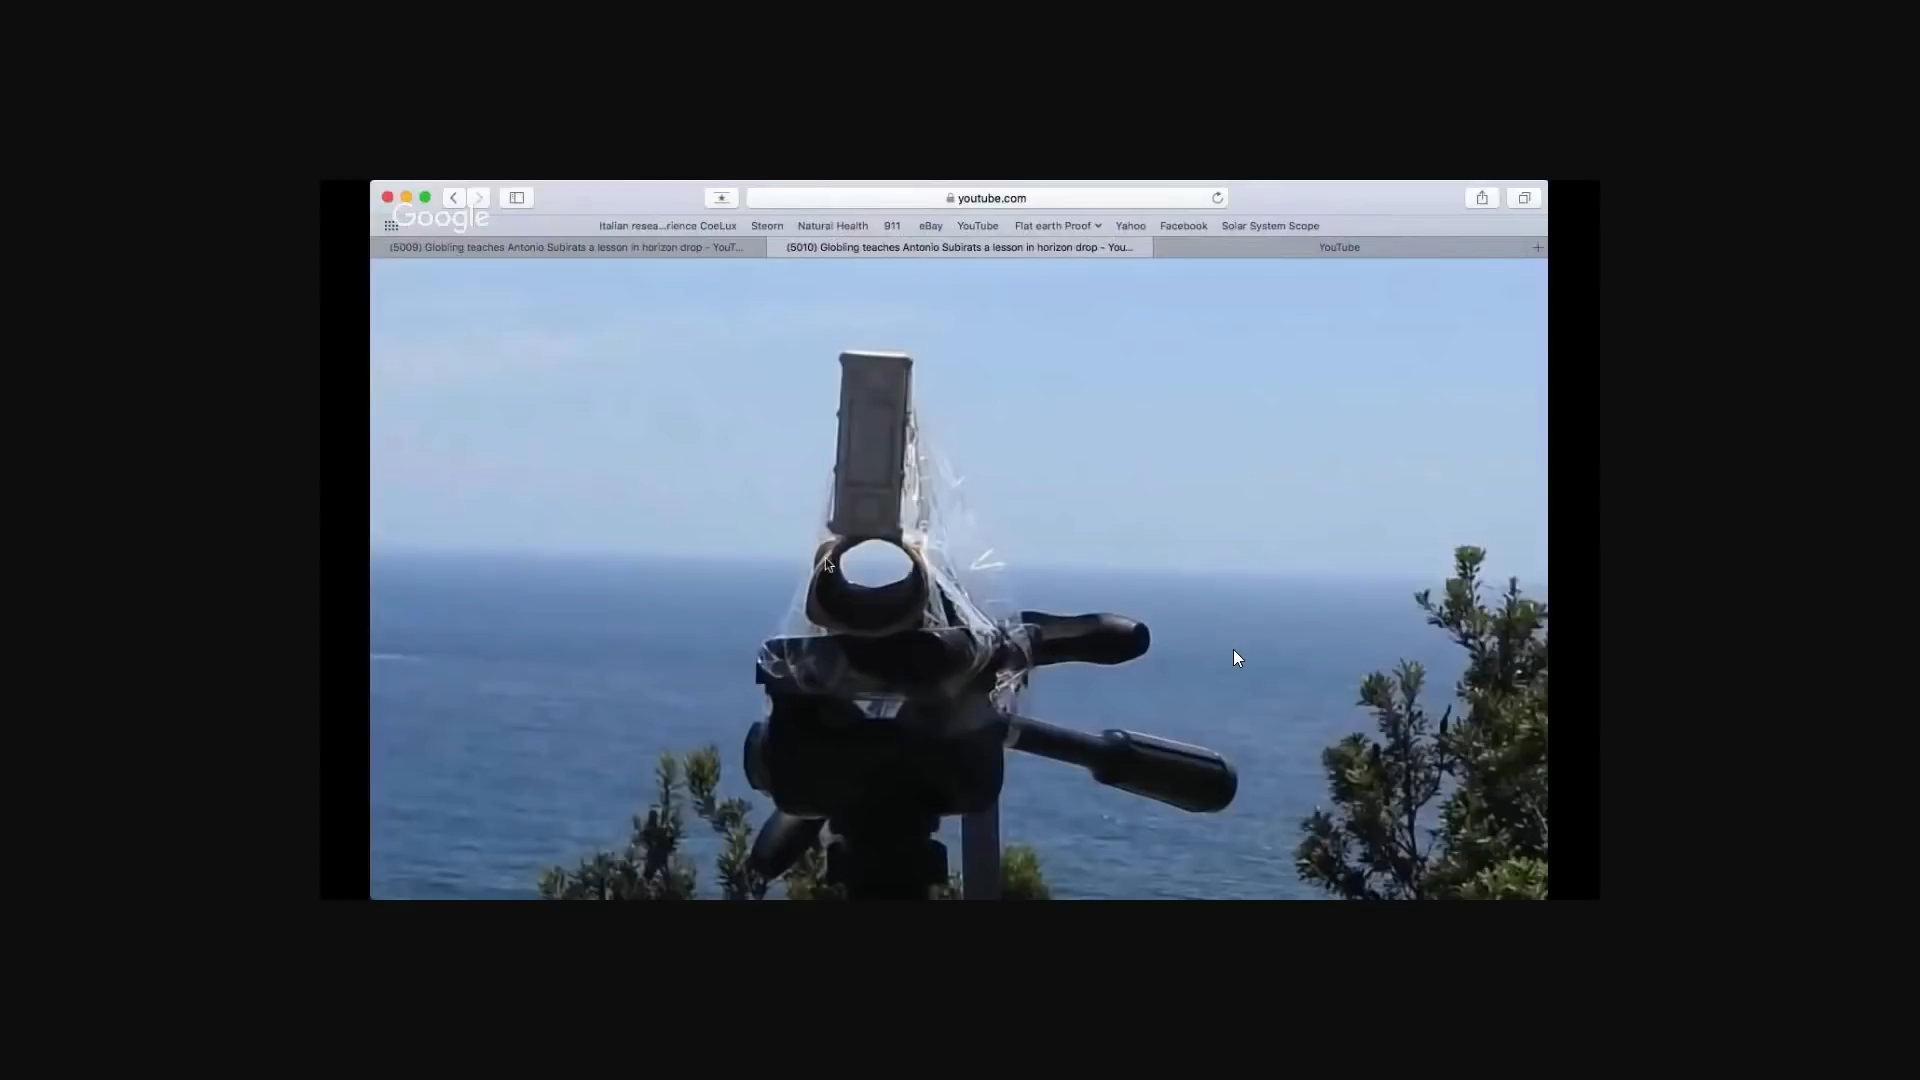 youtube.com
Google
Italian resea...rience CoeLux Steorn Natural Health 911 eBay YouTube Flat earth Proof Yahoo Facebook Solar System Scope
(5009) Globling teaches Antonio Subirats a lesson in horizon drop - YouT... (5010) Globling teaches Antonio Subirats a lesson in horizon drop - You... YouTube